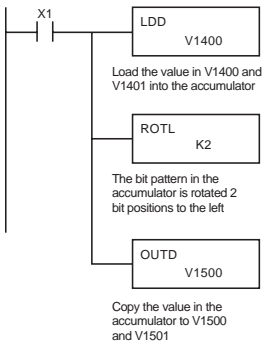 X1
LDD
V1400
Load the value in V1400 and
V1401 into the accumulator
ROTL
K2
The bit pattern in the
accumulator is rotated 2
bit positions to the left
OUTD
V1500
Copy the value in the
accumulator to V1500
and V1501